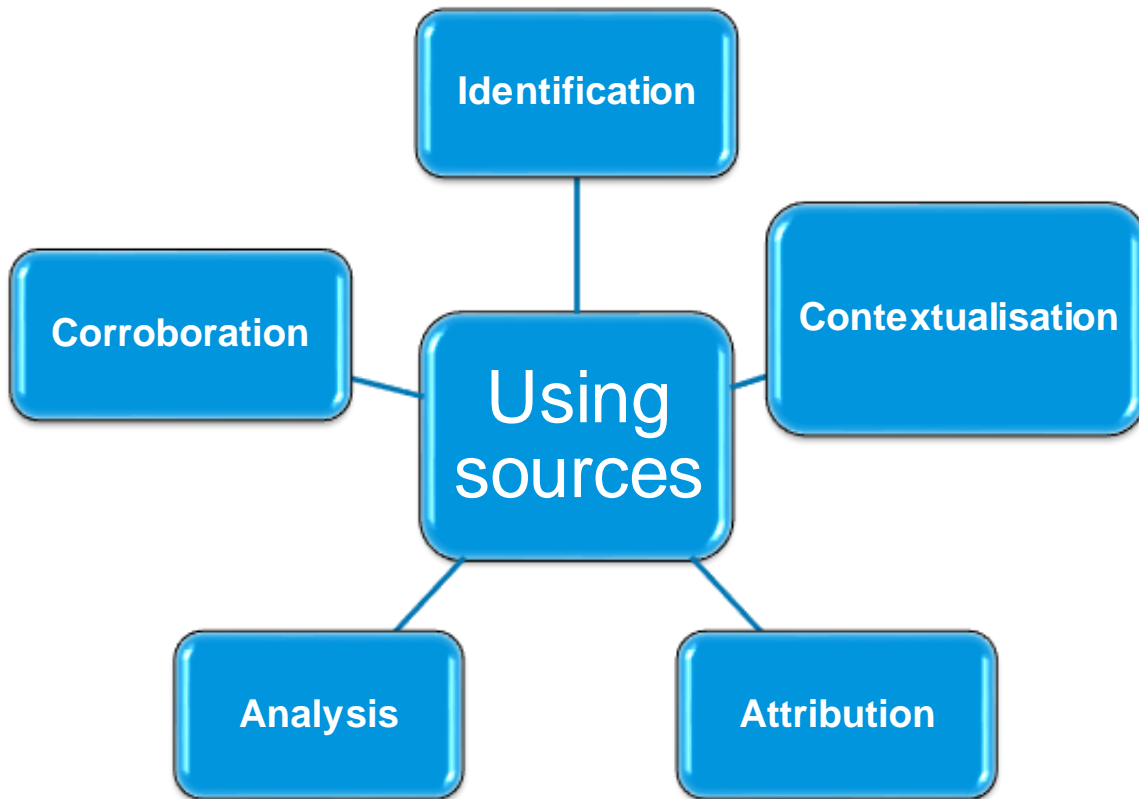 Identification
Contextualisation
Corroboration
Using
sources
Analysis
Attribution